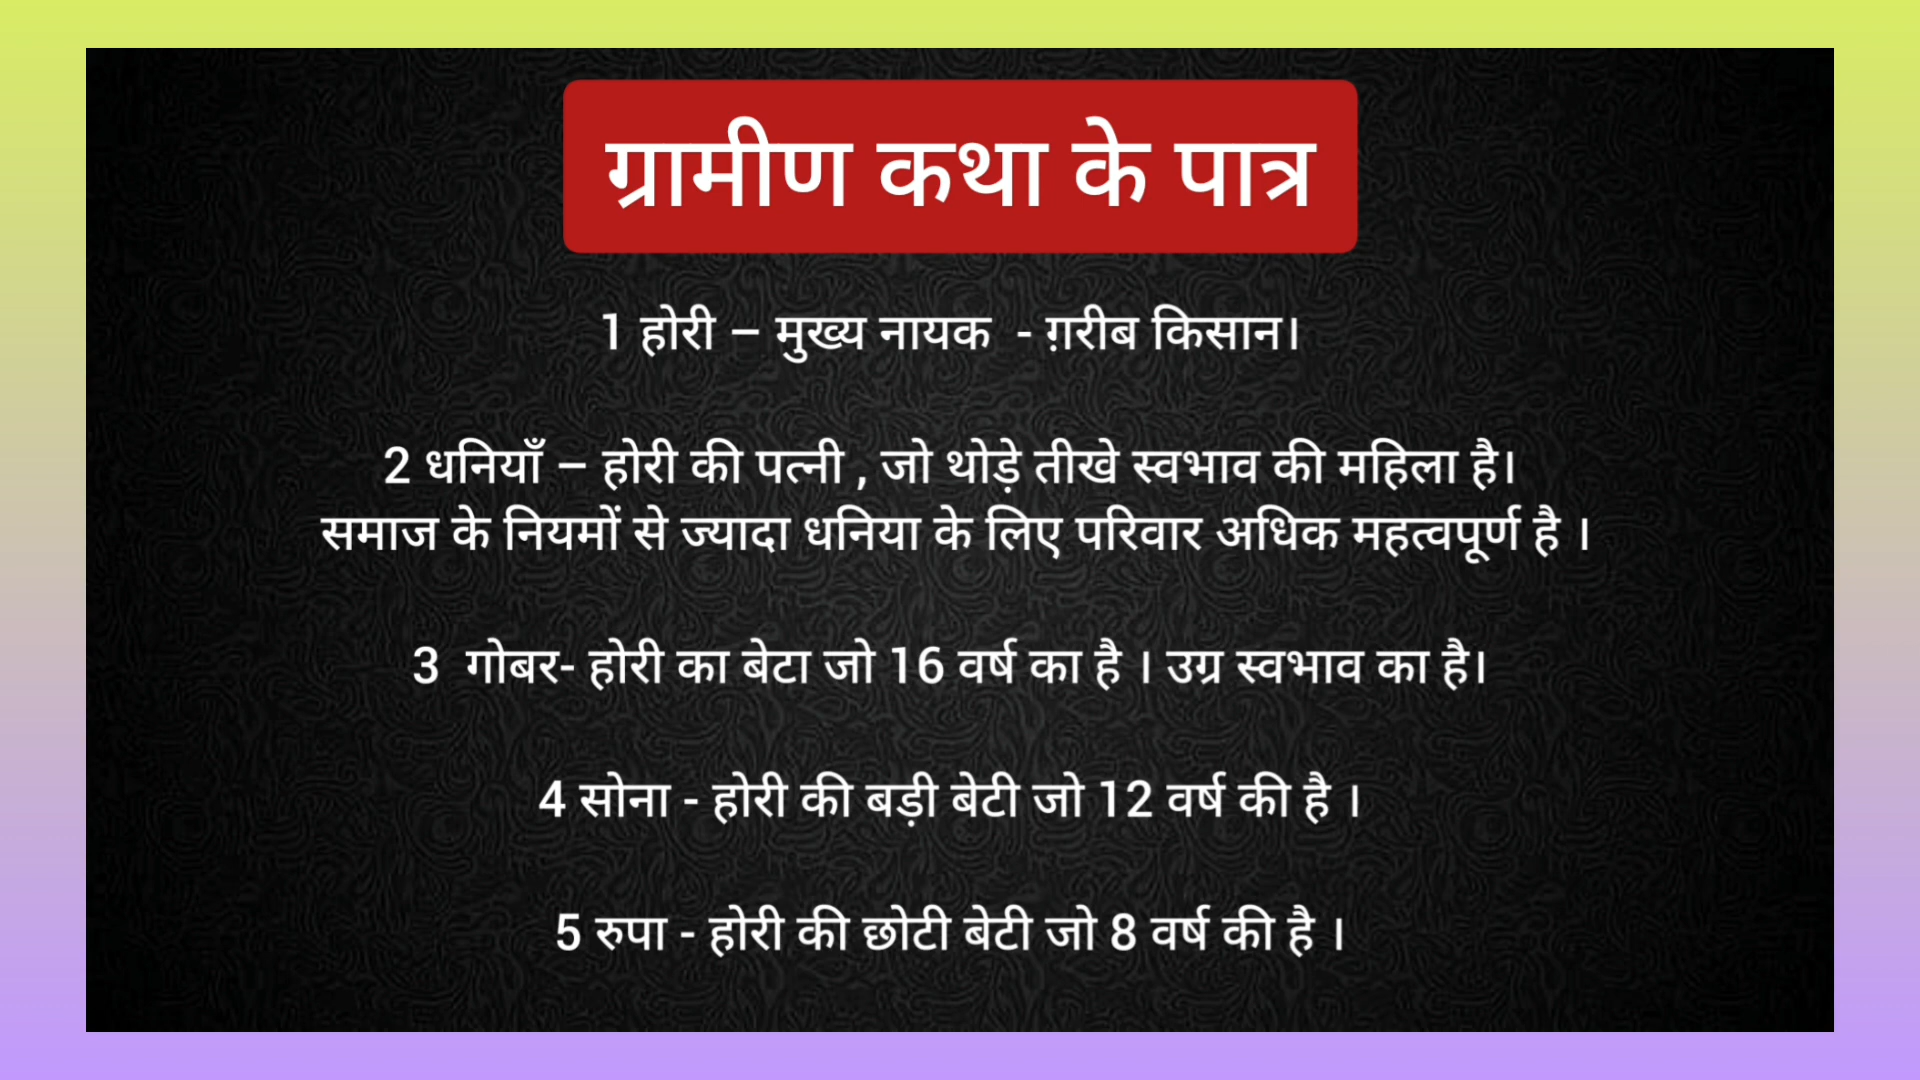 ग्रामीण कथा के पात्र
1 होरी – मुख्य नायक  - ग़रीब किसान।
2 धनियाँ – होरी की पत्नी , जो थोड़े तीखे स्वभाव की महिला है।
समाज के नियमों से ज्यादा धनिया के लिए परिवार अधिक महत्वपूर्ण है ।
3  गोबर- होरी का बेटा जो 16 वर्ष का है । उग्र स्वभाव का है।
4 सोना - होरी की बड़ी बेटी जो 12 वर्ष की है ।
5 रुपा - होरी की छोटी बेटी जो 8 वर्ष की है ।